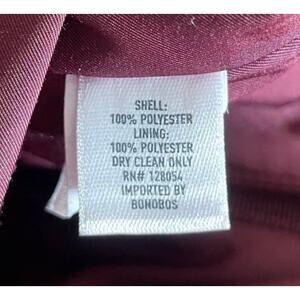 SHELL:
100% POLYESTER
LINING:
100% POLYESTER
DRY CLEAN ONLY
RN# 128054
IMPORTED BY
BONOBOS